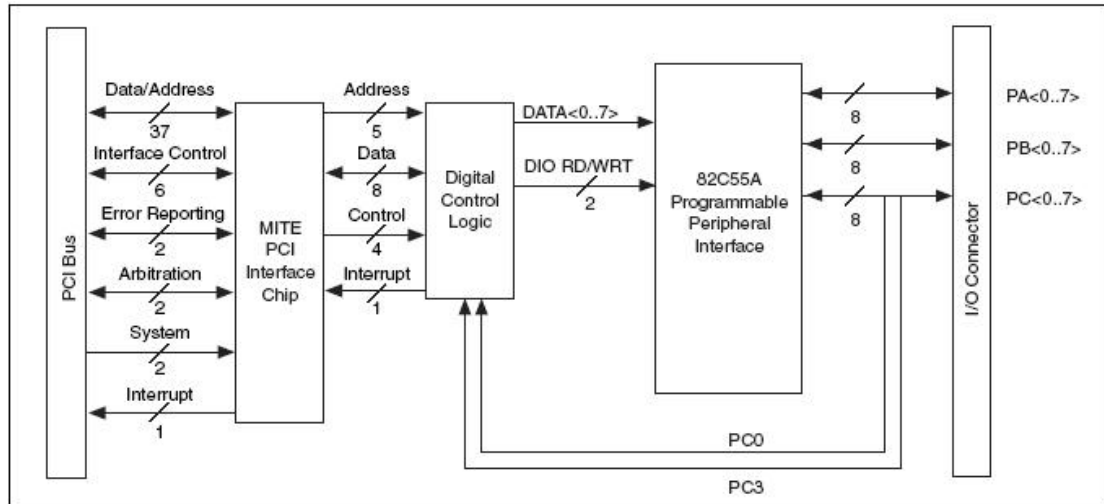 PCI Bus
Data/Address
37
Interface Control
6
Error Reporting
2
Arbitration
2
System
2
Interrupt
1
MITE
PCI
Interface
Chip
Address
5
Data
8
Control
4
Interrupt
1
Digital
Control
Logic
DATA<0..7>
DIO RD/WRT
2
82C55A
Programmable
Peripheral
Interface
8
8
8
PC0
PC3
I/O Connector
PA<0..7>
PB<0..7>
PC<0..7>